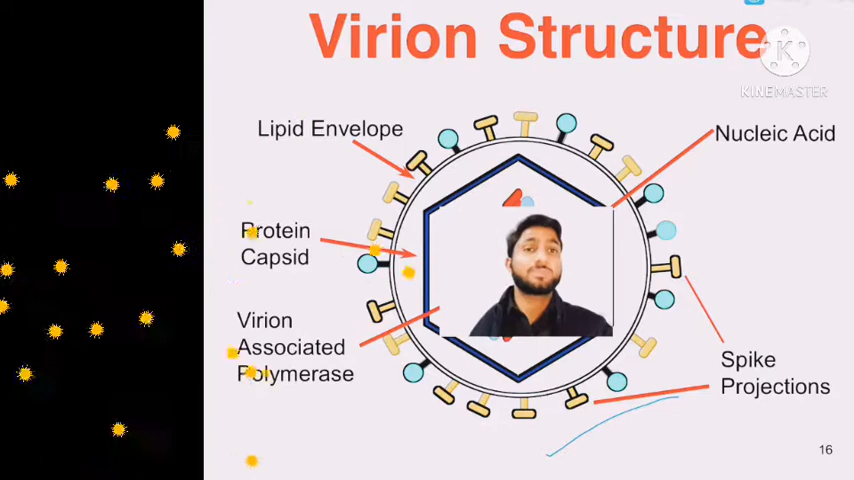 Virion Structure
KINEMASTER
Lipid Envelope
Nucleic Acid
Protein
Capsid
Virion
Associated
Polymerase
Spike
Projections
16